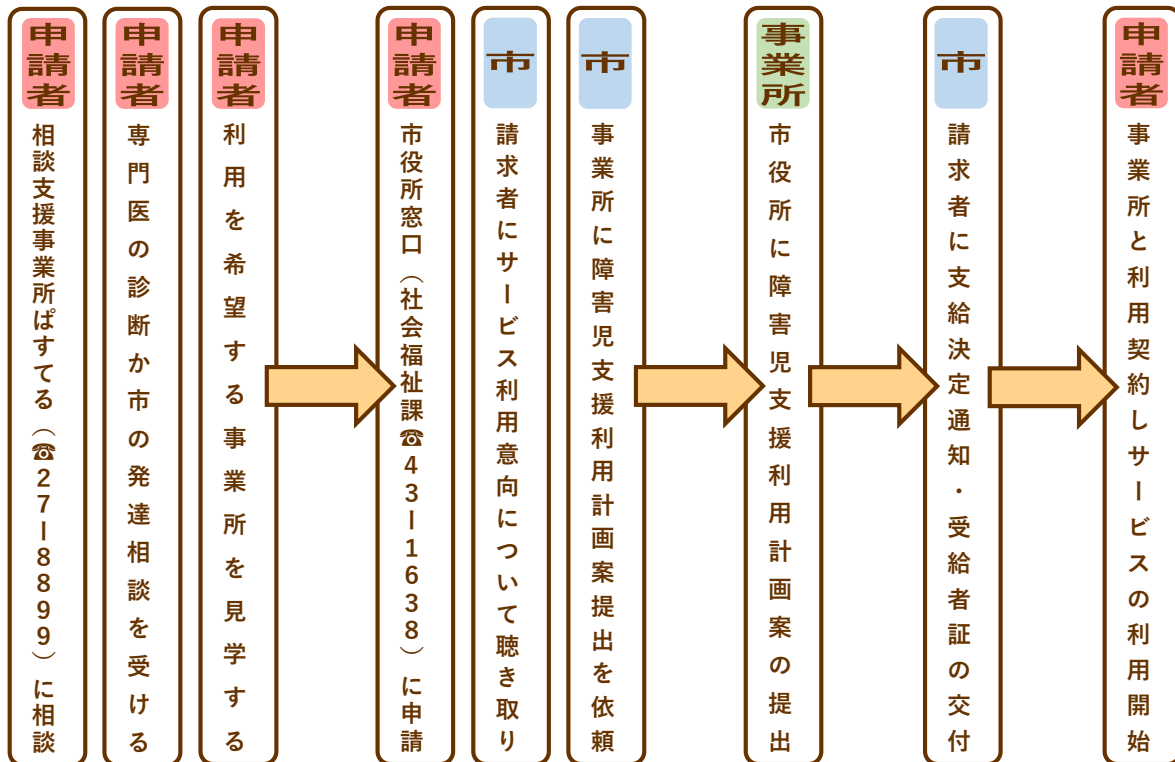 申請者
相談支援事業所ぱすてる（☎27ー8899）に相談
申請者
専門医の診断か市の発達相談を受ける
申請者
利用を希望する事業所を見学する
申請者
市役所窓口（社会福祉課☎43ー1638）に申請
市
請求者にサービス利用意向について聴き取り
市
事業所に障害児支援利用計画案提出を依頼
事業所
市役所に障害児支援利用計画案の提出
市
請求者に支給決定通知・受給者証の交付
申請者
事業所と利用契約しサービスの利用開始